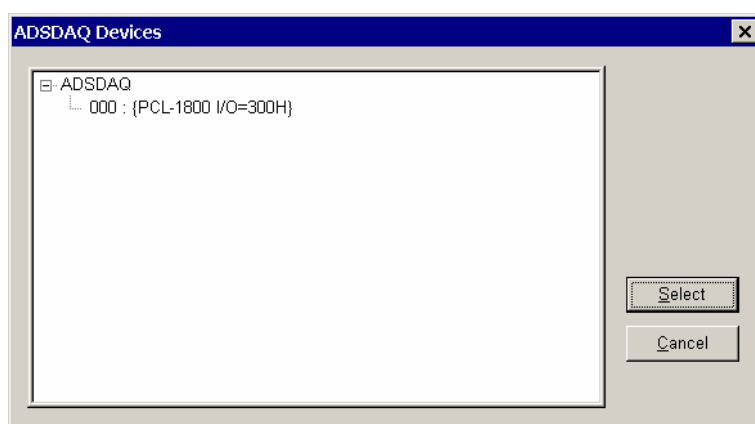 ADSDAQ Devices
ADSDAQ
000 : {PCL-1800 I/O=300H}
Select
Cancel